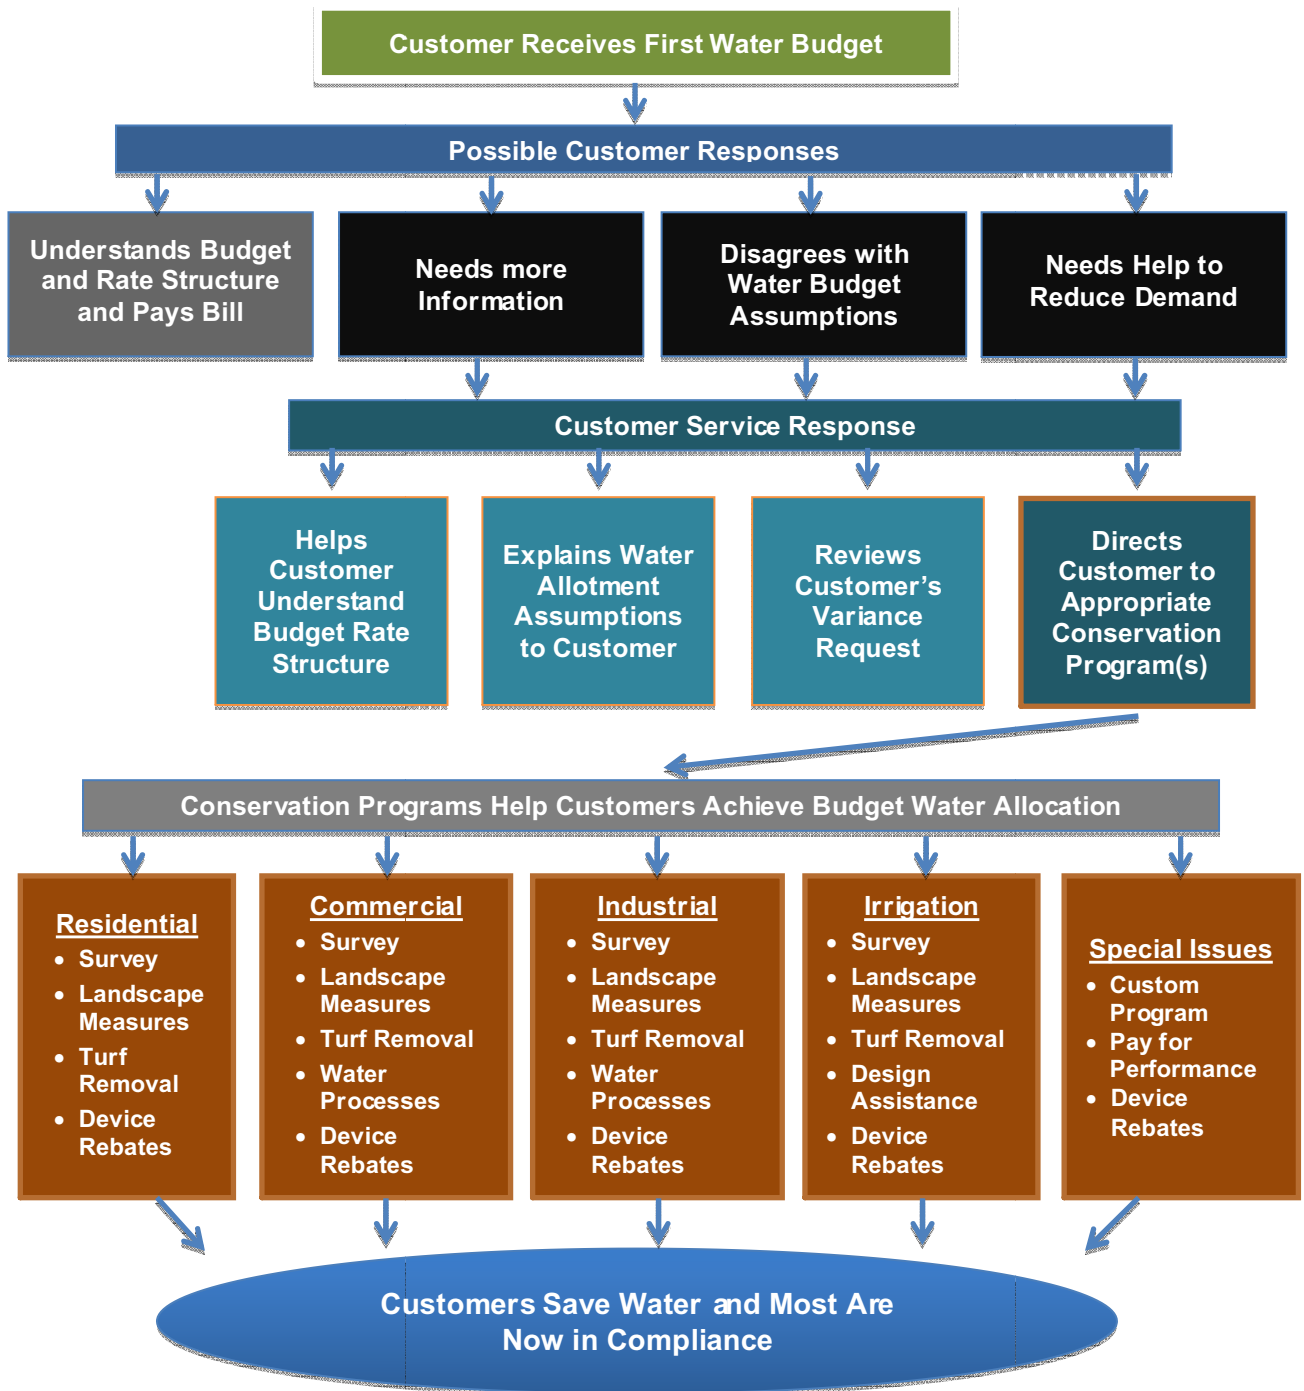 Customer Receives First Water Budget
Possible Customer Responses
Understands Budget
and Rate Structure
and Pays Bill
Needs more
Information
Disagrees with
Water Budget
Assumptions
Needs Help to
Reduce Demand
Customer Service Response
Helps
Customer
Understand
Budget Rate
Structure
Explains Water
Allotment
Assumptions
to Customer
Reviews
Customer’s
Variance
Request
Directs
Customer to
Appropriate
Conservation
Program(s)
Conservation Programs Help Customers Achieve Budget Water Allocation
Residential
• Survey
• Landscape
Measures
• Turf
Removal
• Device
Rebates
Commercial
• Survey
• Landscape
Measures
• Turf Removal
• Water
Processes
• Device
Rebates
Industrial
• Survey
• Landscape
Measures
• Turf Removal
• Water
Processes
• Device
Rebates
Irrigation
• Survey
• Landscape
Measures
• Turf Removal
• Design
Assistance
• Device
Rebates
Special Issues
• Custom
Program
• Pay for
Performance
• Device
Rebates
Customers Save Water and Most Are
Now in Compliance